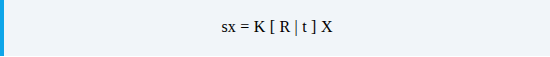 sx = K [ R | t ] X